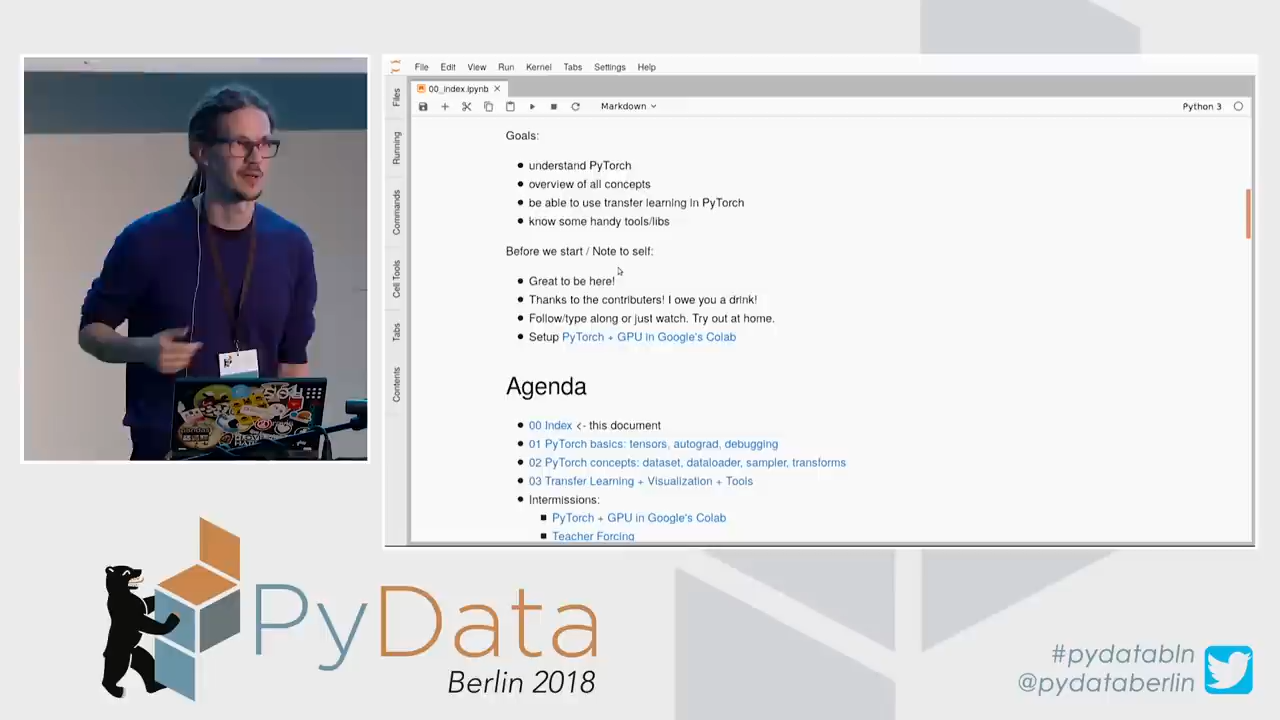 File Edit View Run Kernel Tabs Settings Help
00_index.ipynb
Markdown
Python 3
Files
Running
Commands
Cell Tools
Tabs
Contents
Goals:
understand PyTorch
overview of all concepts
be able to use transfer learning in PyTorch
know some handy tools/libs
Before we start / Note to self:
Great to be here!
Thanks to the contributers! I owe you a drink!
Follow/type along or just watch. Try out at home.
Setup PyTorch + GPU in Google's Colab
Agenda
00 Index <- this document
01 PyTorch basics: tensors, autograd, debugging
02 PyTorch concepts: dataset, dataloader, sampler, transforms
03 Transfer Learning + Visualization + Tools
Intermissions:
PyTorch + GPU in Google's Colab
Teacher Forcing
PyData
Berlin 2018
#pydatabln
@pydataberlin